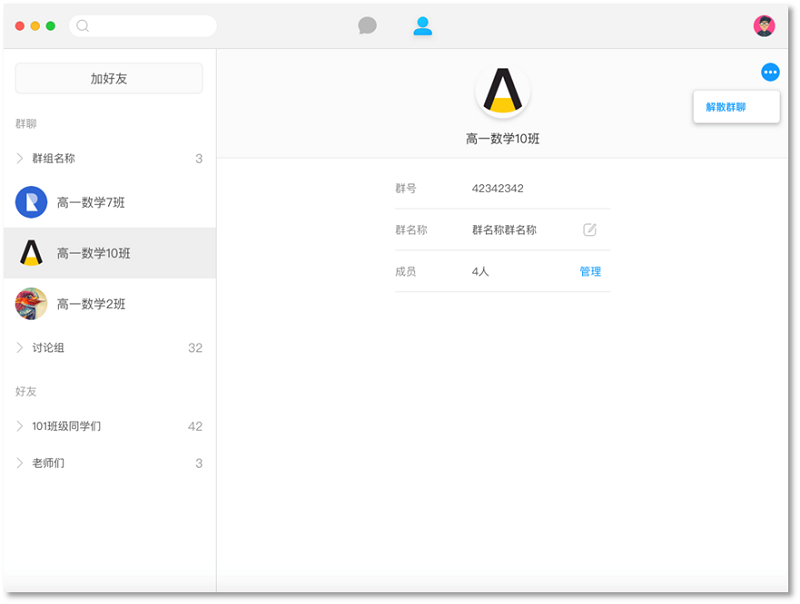 加好友
群聊
群组名称 3
高一数学7班
高一数学10班
高一数学2班
讨论组 32
好友
101班级同学们 42
老师们 3
解散群聊
高一数学10班
群号 42342342
群名称 群名称群名称
成员 4人 管理